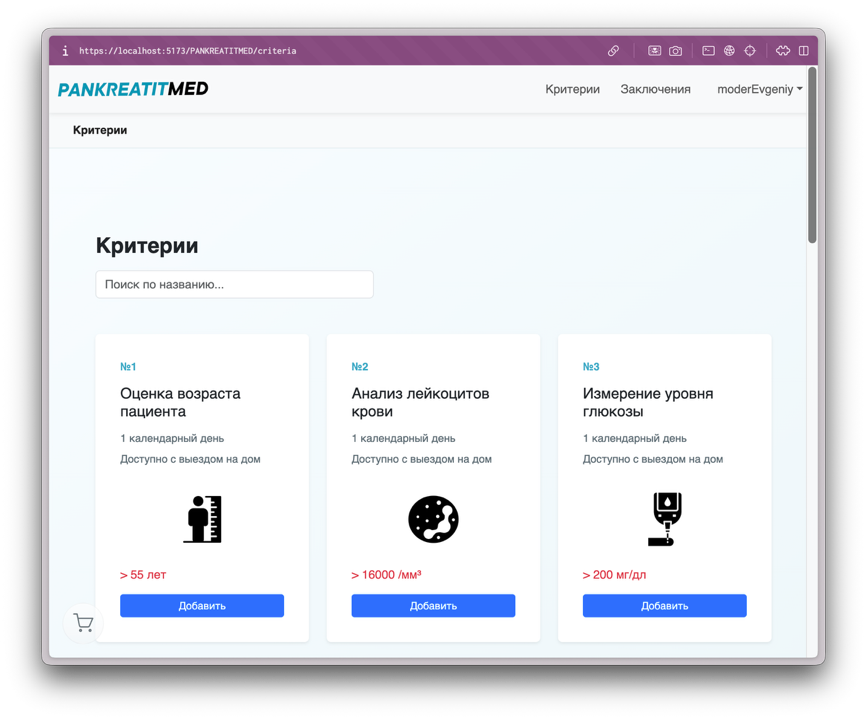 https://localhost:5173/PANKREATITMED/criteria
PANKREATITMED
Критерии
Заключения
moderEvgeniy
Критерии
Критерии
Поиск по названию...
№1
Оценка возраста
пациента
1 календарный день
Доступно с выездом на дом
> 55 лет
Добавить
№2
Анализ лейкоцитов
крови
1 календарный день
Доступно с выездом на дом
> 16000 /мм³
Добавить
№3
Измерение уровня
глюкозы
1 календарный день
Доступно с выездом на дом
> 200 мг/дл
Добавить